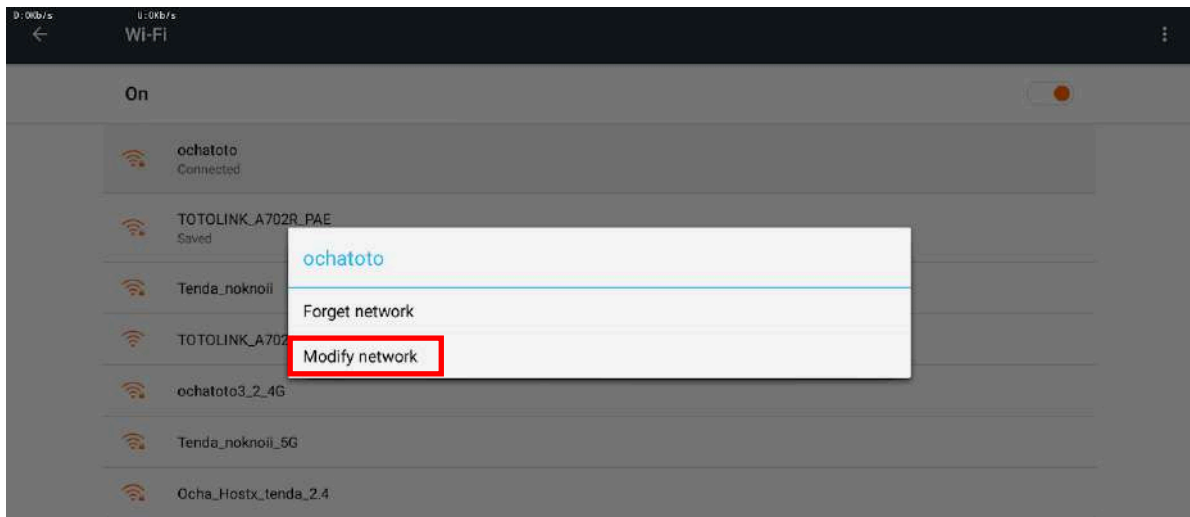 D:0Kb/s U:0Kb/s
Wi-Fi
On
ochatoto
Connected
TOTOLINK_A702R_PAE
Saved
ochatoto
Tenda_noknoii
Forget network
TOTOLINK_A702
Modify network
ochatoto3_2_4G
Tenda_noknoii_5G
Ocha_Hostx_tenda_2.4